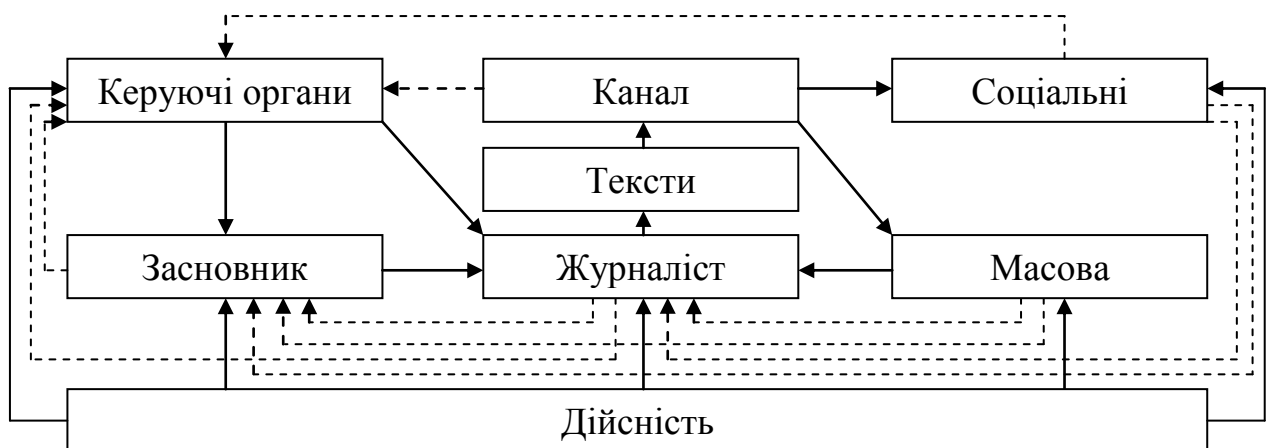 Керуючі органи
Канал
Соціальні
Тексти
Засновник
Журналіст
Масова
Дійсність